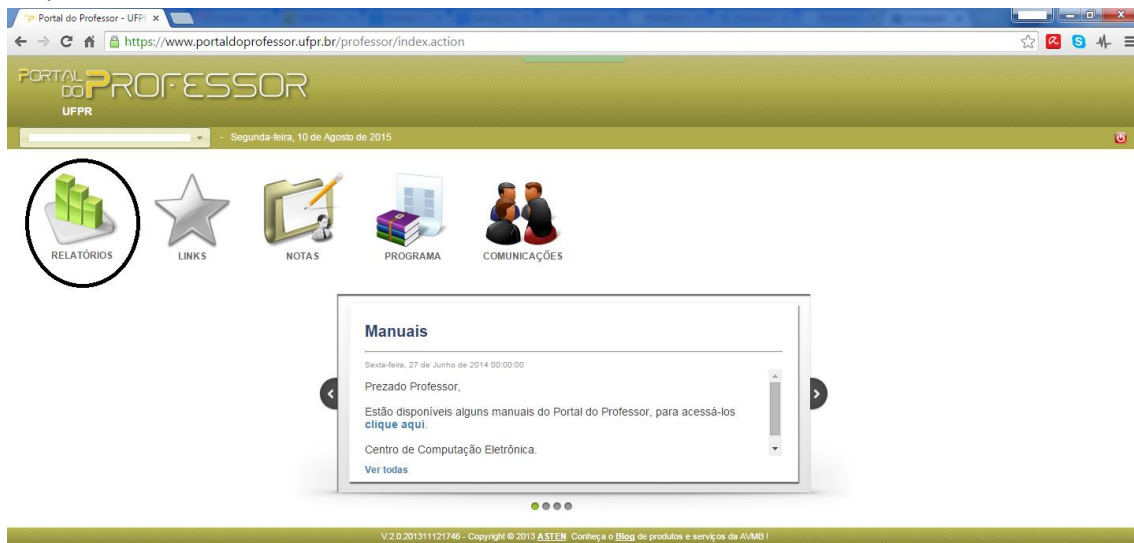 Portal do Professor - UFP
https://www.portaldoprofessor.ufpr.br/professor/index.action
PORTAL DO PROFESSOR
UFPR
- Segunda-feira, 10 de Agosto de 2015
RELATÓRIOS LINKS NOTAS PROGRAMA COMUNICAÇÕES
Manuais
Sexta-feira, 27 de Junho de 2014 00:00:00
Prezado Professor,
Estão disponíveis alguns manuais do Portal do Professor, para acessá-los
clique aqui.
Centro de Computação Eletrônica.
Ver todas
V.2.0.201311121746 - Copyright © 2013 ASTEN. Conheça o Blog de produtos e serviços da AVMB !